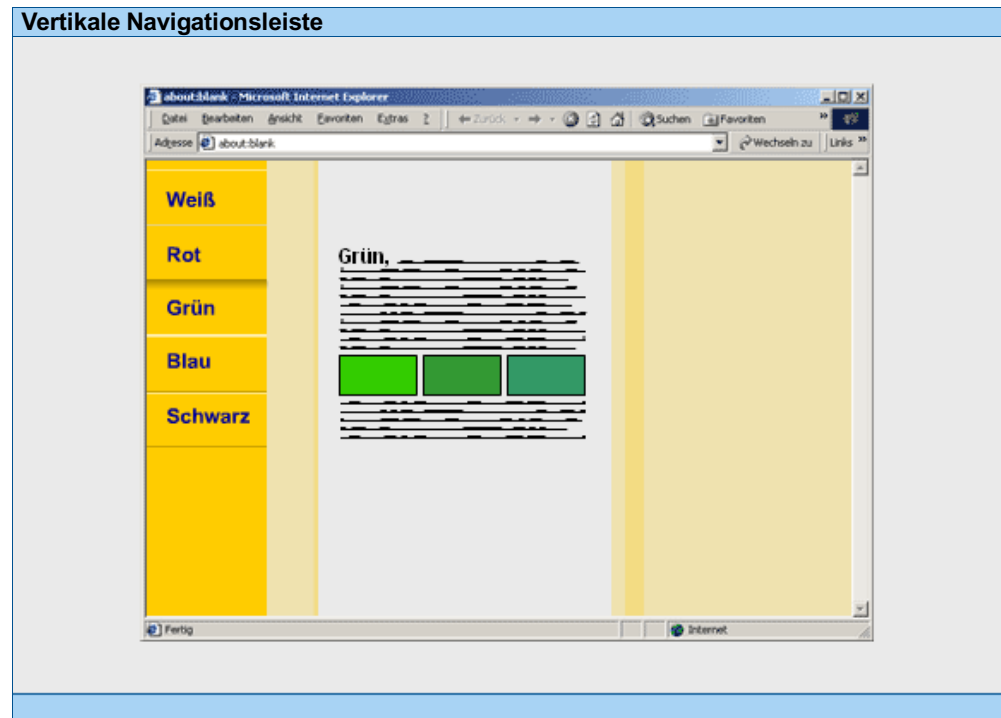 Vertikale Navigationsleiste
about:blank - Microsoft Internet Explorer
Datei Bearbeiten Ansicht Favoriten Extras ? Zurück Suchen Favoriten »
Adresse about:blank Wechseln zu Links »
Weiß
Rot
Grün
Blau
Schwarz
Grün,
Fertig Internet